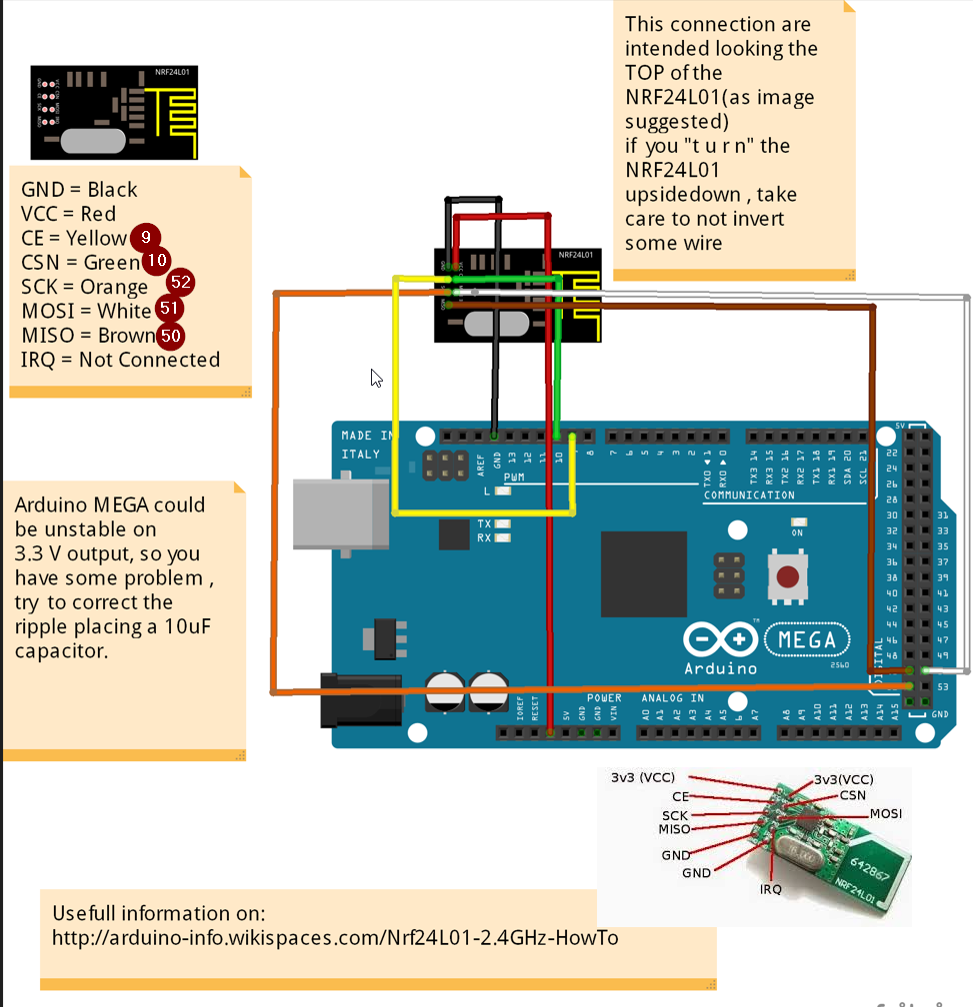 NRF24L01
GND = Black
VCC = Red
CE = Yellow 9
CSN = Green 10
SCK = Orange 52
MOSI = White 51
MISO = Brown 50
IRQ = Not Connected
This connection are
intended looking the
TOP of the
NRF24L01(as image
suggested)
if you "t u r n" the
NRF24L01
upsidedown , take
care to not invert
some wire
NRF24L01
Arduino MEGA could
be unstable on
3.3 V output, so you
have some problem ,
try to correct the
ripple placing a 10uF
capacitor.
MADE IN
ITALY
AREF
GND
13
12
11
10
8
7
6
5
4
3
2
TX0 ◄ 1
RX0 ► 0
TX3 14
RX3 15
TX2 16
RX2 17
TX1 18
RX1 19
SDA 20
SCL 21
5V
PWM
COMMUNICATION
L
TX
RX
ON
22
24
26
28
30 31
32 33
34 35
36 37
38 39
40 41
42 43
44 45
46 47
48 49
53
GND
DIGITAL
Arduino
TM
MEGA
2560
POWER
ANALOG IN
IOREF
RESET
5V
GND
GND
VIN
A0
A1
A2
A3
A4
A5
6
A7
A8
A9
A10
A11
A12
A13
A14
A15
3v3 (VCC)
CE
SCK
MISO
GND
GND
IRQ
3v3(VCC)
CSN
MOSI
642867
NRF24L01
Usefull information on:
http://arduino-info.wikispaces.com/Nrf24L01-2.4GHz-HowTo